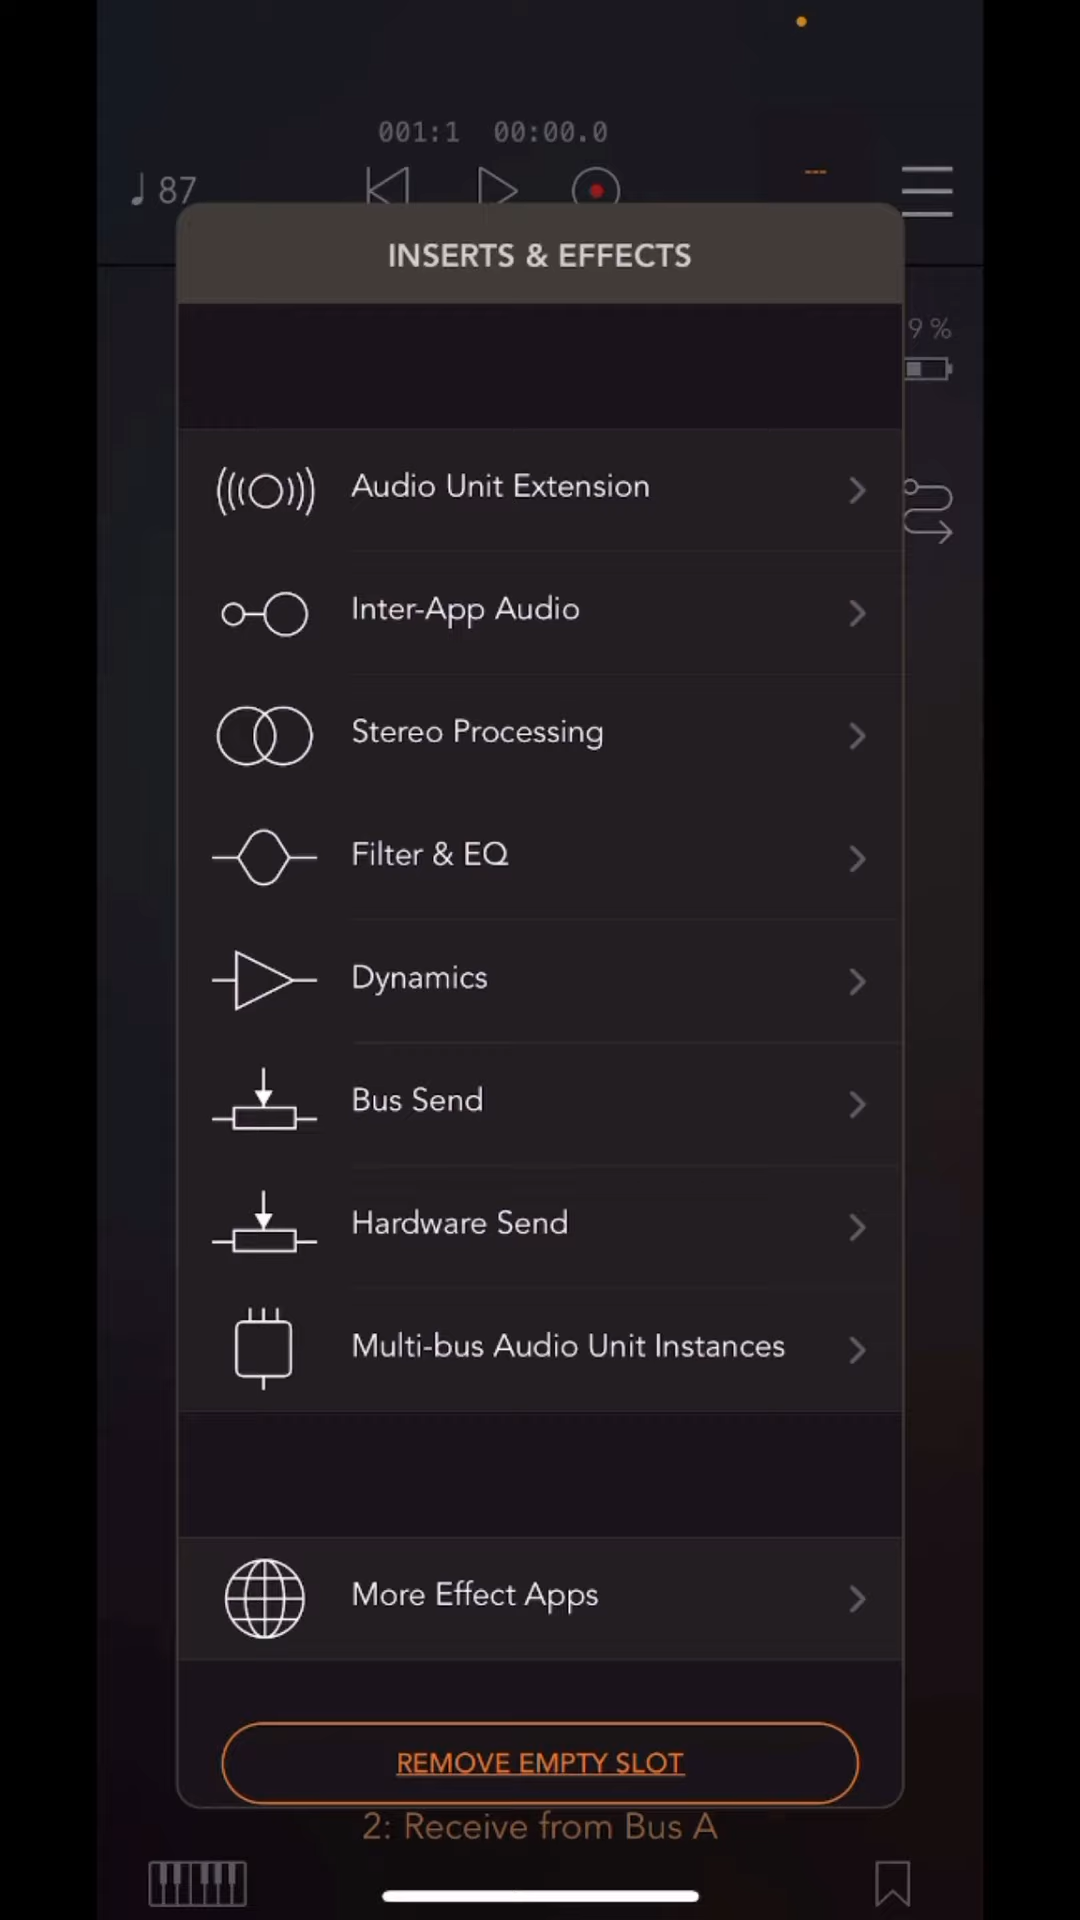 001:1 00:00.0
♩ 87
---
INSERTS & EFFECTS
9 %
Audio Unit Extension
Inter-App Audio
Stereo Processing
Filter & EQ
Dynamics
Bus Send
Hardware Send
Multi-bus Audio Unit Instances
More Effect Apps
REMOVE EMPTY SLOT
2: Receive from Bus A